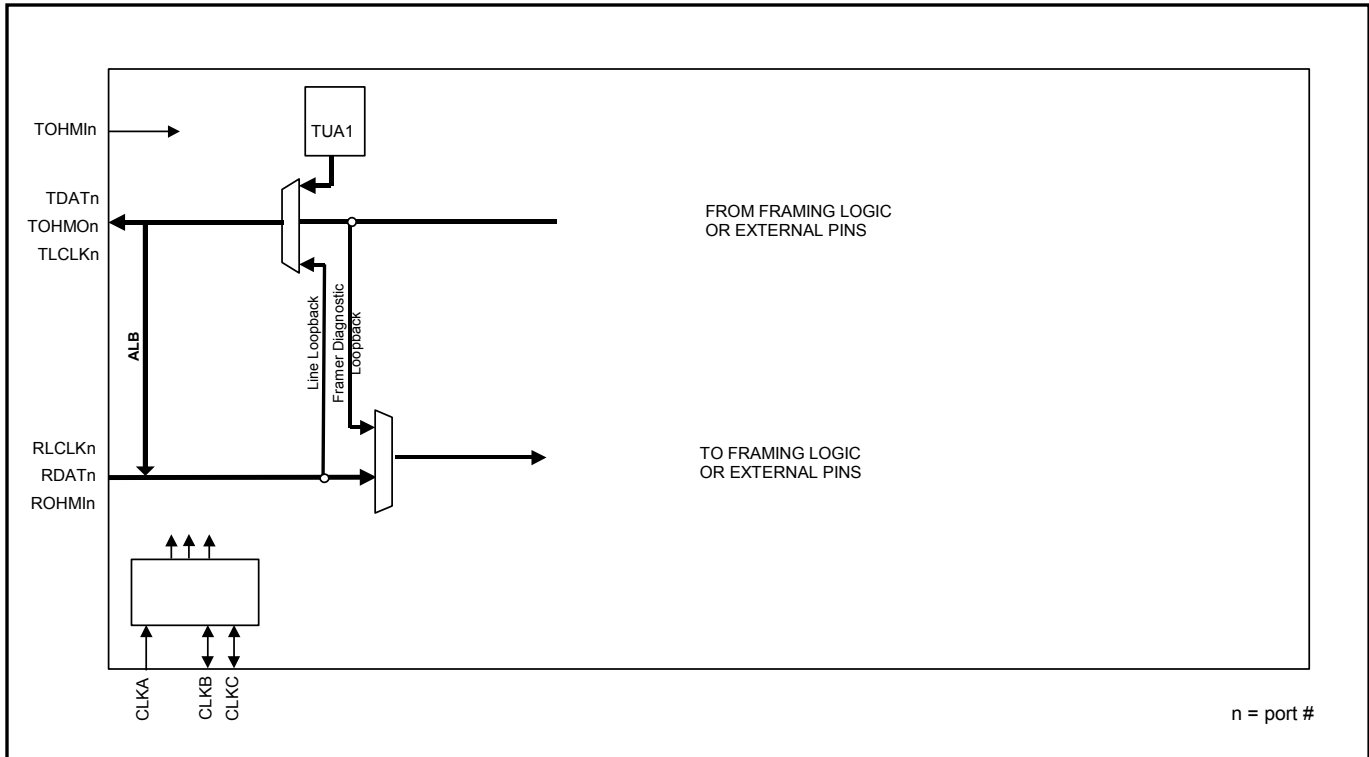 TOHMIn
TUA1
TDATn
TOHMOn
TLCLKn
FROM FRAMING LOGIC
OR EXTERNAL PINS
ALB
Line Loopback
Framer Diagnostic
Loopback
RLCLKn
RDATn
ROHMIn
TO FRAMING LOGIC
OR EXTERNAL PINS
CLKA
CLKB
CLKC
n = port #